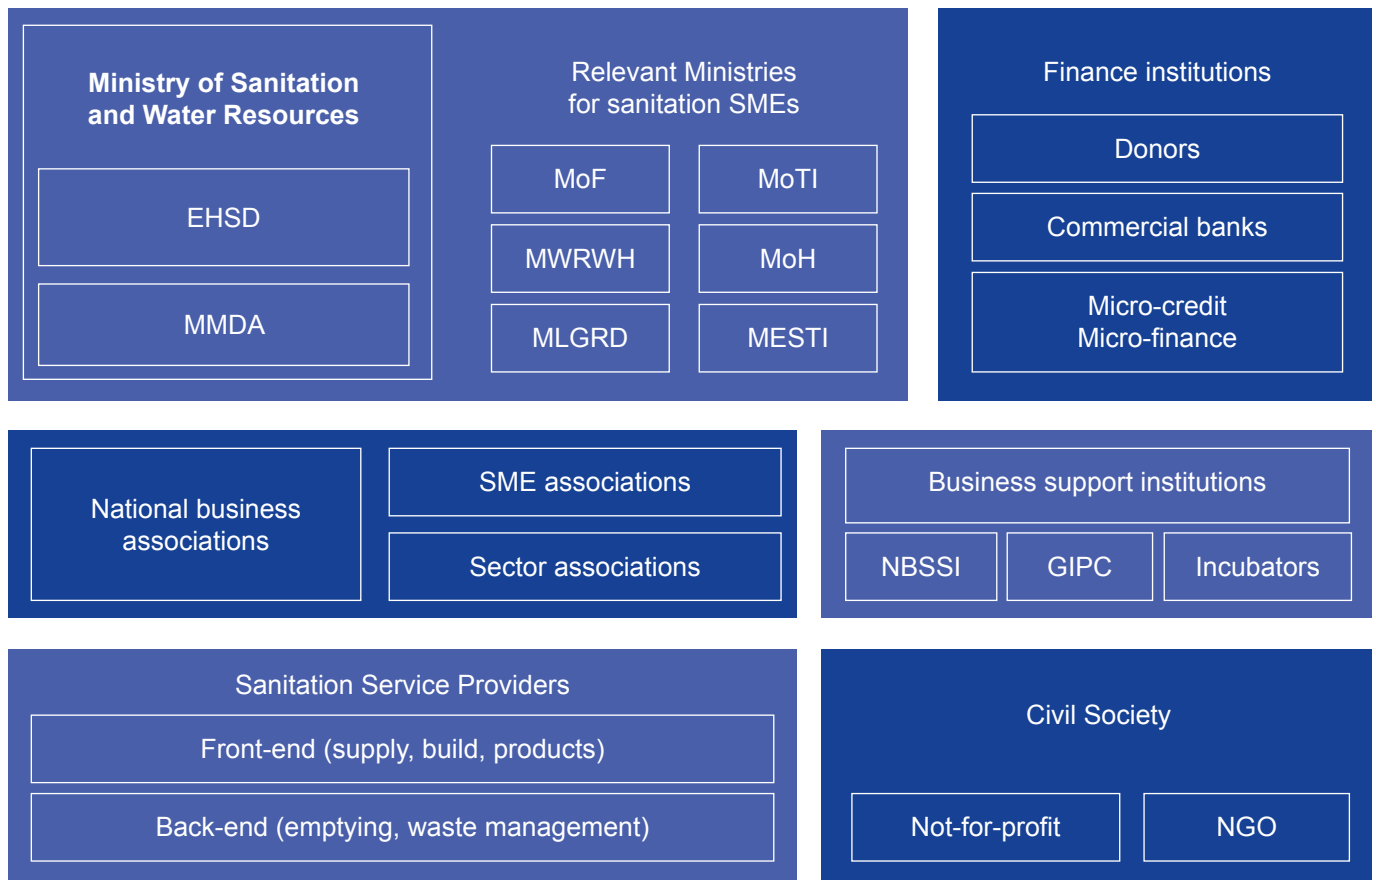 Ministry of Sanitation
and Water Resources
EHSD
MMDA
Relevant Ministries
for sanitation SMEs
MoF
MoTI
MWRWH
MoH
MLGRD
MESTI
Finance institutions
Donors
Commercial banks
Micro-credit
Micro-finance
National business
associations
SME associations
Sector associations
Business support institutions
NBSSI
GIPC
Incubators
Sanitation Service Providers
Front-end (supply, build, products)
Back-end (emptying, waste management)
Civil Society
Not-for-profit
NGO